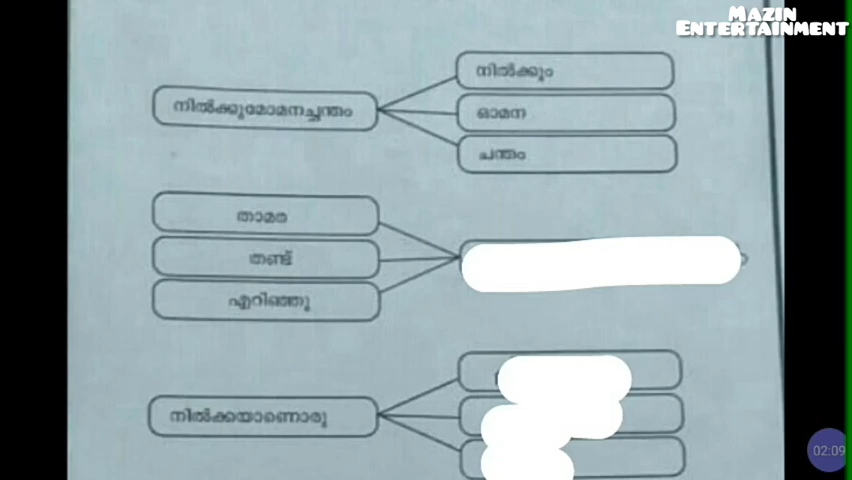 Mazin
Entertainment
നിൽക്കും
നിൽക്കുമോമനച്ചന്തം
ഓമന
ചന്തം
താമര
തണ്ട്
എറിഞ്ഞു
നിൽക്കയാണൊരു
02:09